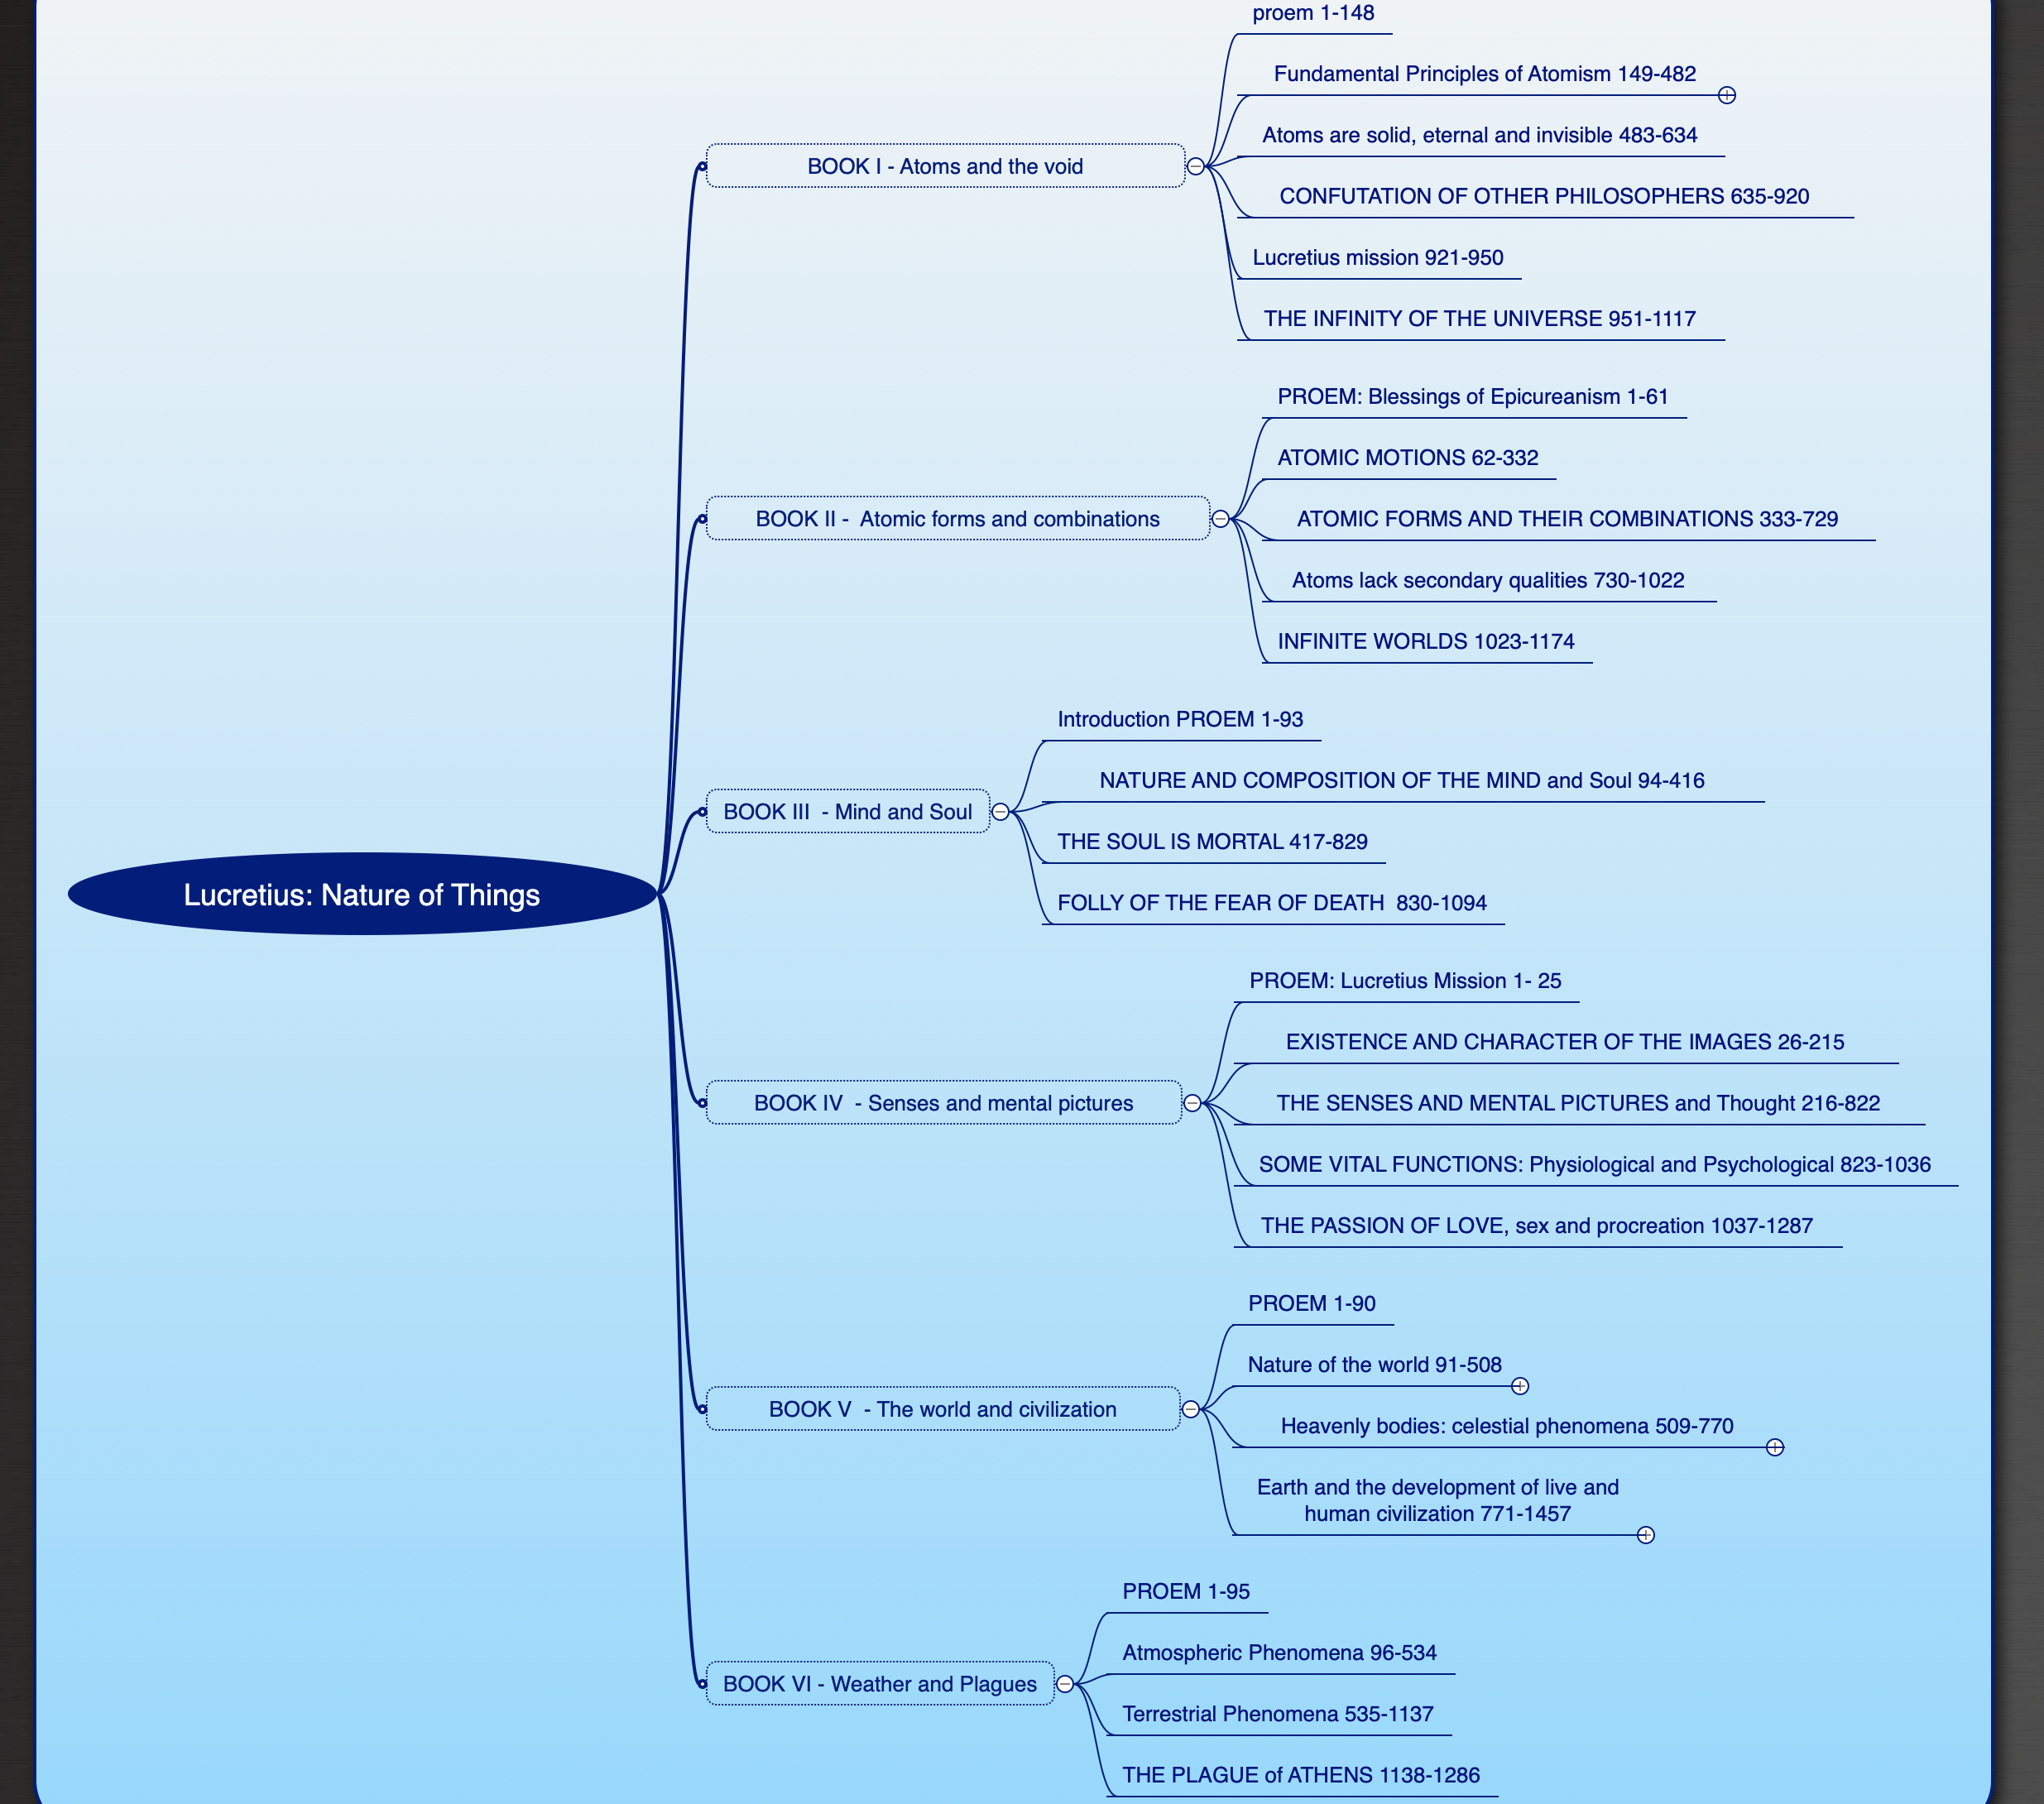 Lucretius: Nature of Things
BOOK I - Atoms and the void
proem 1-148
Fundamental Principles of Atomism 149-482
Atoms are solid, eternal and invisible 483-634
CONFUTATION OF OTHER PHILOSOPHERS 635-920
Lucretius mission 921-950
THE INFINITY OF THE UNIVERSE 951-1117
BOOK II -  Atomic forms and combinations
PROEM: Blessings of Epicureanism 1-61
ATOMIC MOTIONS 62-332
ATOMIC FORMS AND THEIR COMBINATIONS 333-729
Atoms lack secondary qualities 730-1022
INFINITE WORLDS 1023-1174
BOOK III  - Mind and Soul
Introduction PROEM 1-93
NATURE AND COMPOSITION OF THE MIND and Soul 94-416
THE SOUL IS MORTAL 417-829
FOLLY OF THE FEAR OF DEATH  830-1094
BOOK IV  - Senses and mental pictures
PROEM: Lucretius Mission 1- 25
EXISTENCE AND CHARACTER OF THE IMAGES 26-215
THE SENSES AND MENTAL PICTURES and Thought 216-822
SOME VITAL FUNCTIONS: Physiological and Psychological 823-1036
THE PASSION OF LOVE, sex and procreation 1037-1287
BOOK V  - The world and civilization
PROEM 1-90
Nature of the world 91-508
Heavenly bodies: celestial phenomena 509-770
Earth and the development of live and
human civilization 771-1457
BOOK VI - Weather and Plagues
PROEM 1-95
Atmospheric Phenomena 96-534
Terrestrial Phenomena 535-1137
THE PLAGUE of ATHENS 1138-1286